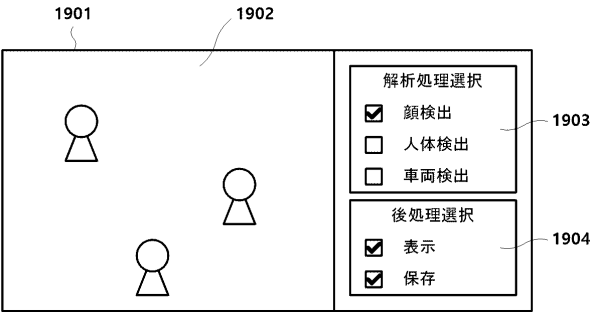 1901
1902
解析処理選択
顔検出
人体検出
車両検出
1903
後処理選択
表示
保存
1904